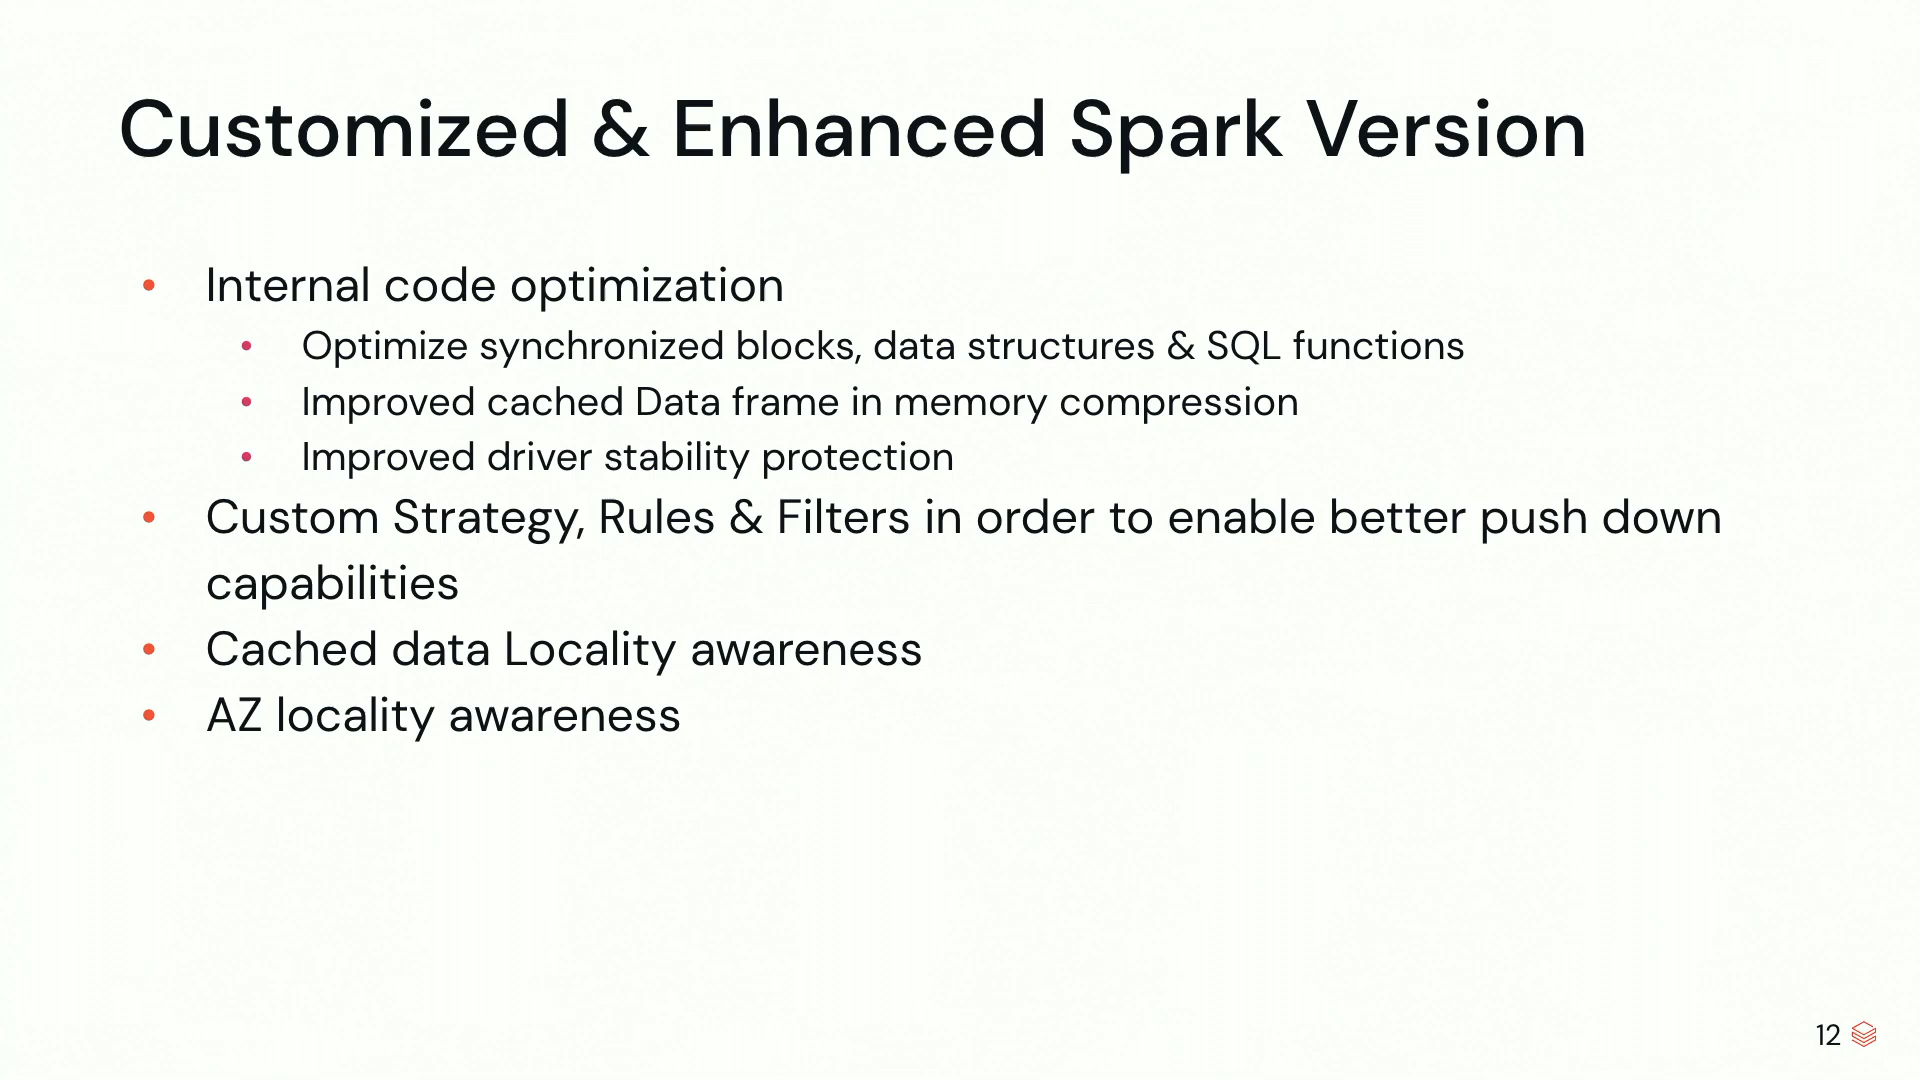 Customized & Enhanced Spark Version
• Internal code optimization
• Optimize synchronized blocks, data structures & SQL functions
• Improved cached Data frame in memory compression
• Improved driver stability protection
• Custom Strategy, Rules & Filters in order to enable better push down
capabilities
• Cached data Locality awareness
• AZ locality awareness
12